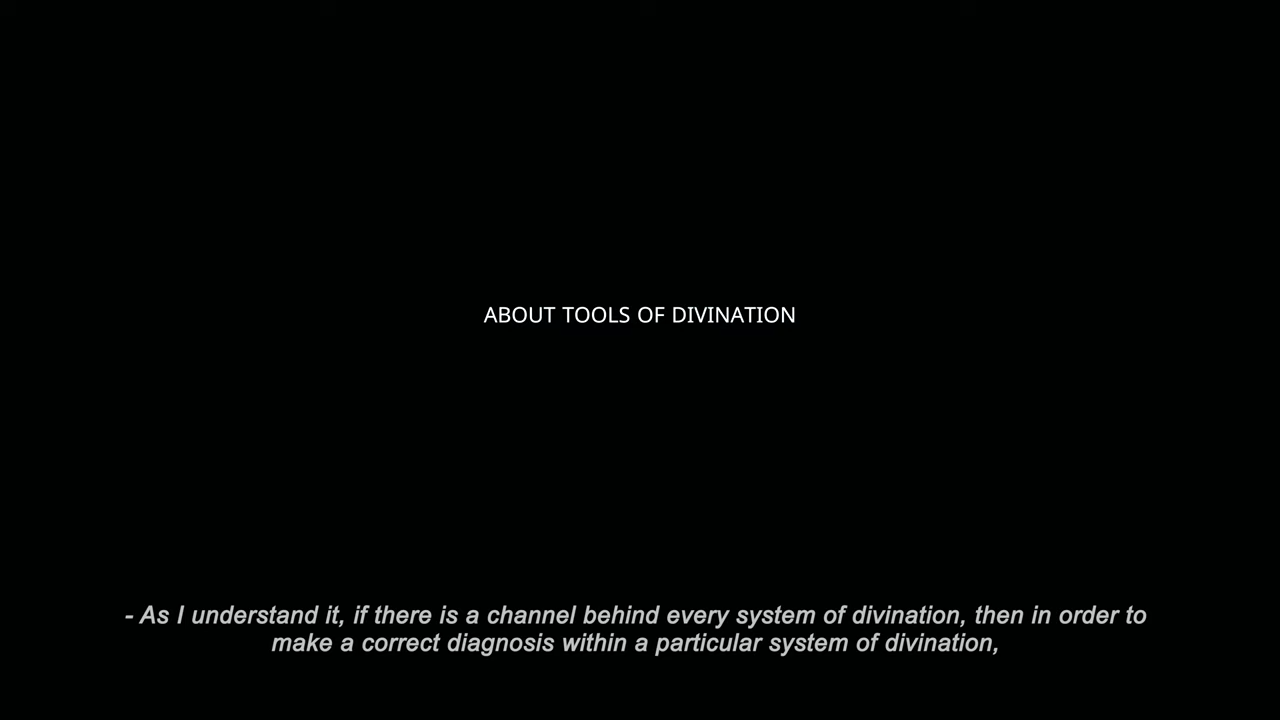 ABOUT TOOLS OF DIVINATION
- As I understand it, if there is a channel behind every system of divination, then in order to
make a correct diagnosis within a particular system of divination,